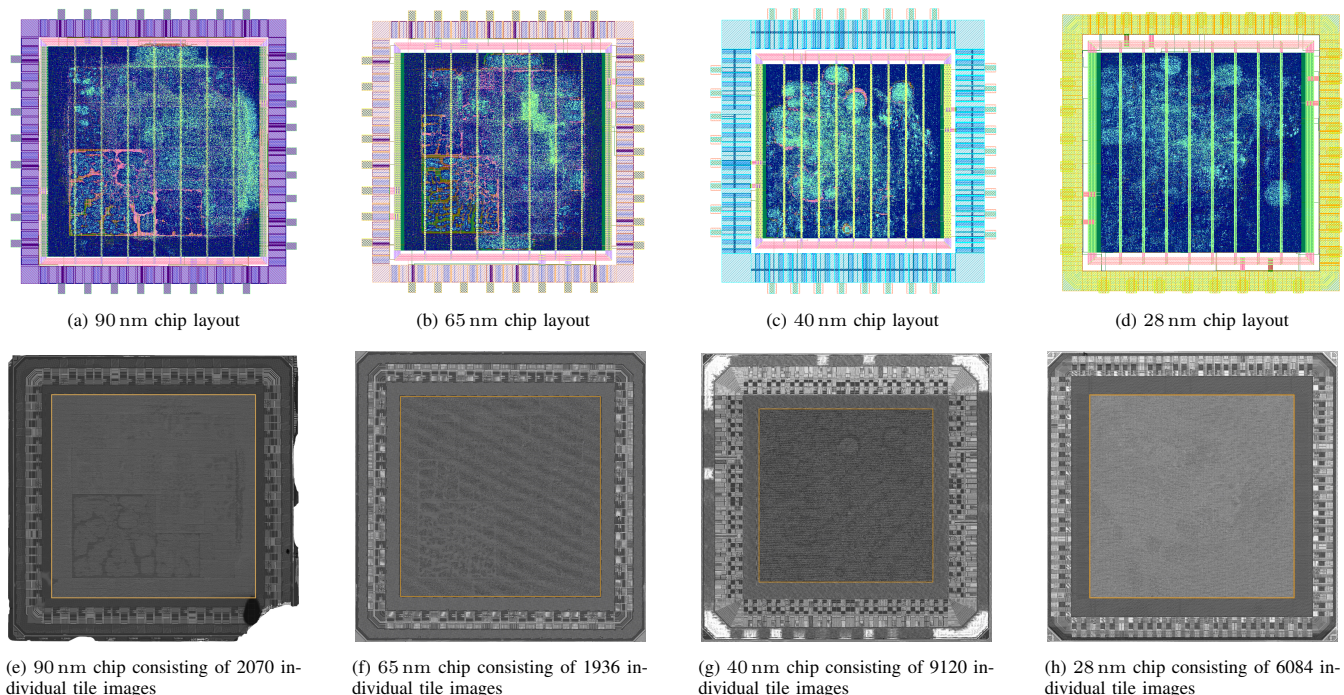 (a) 90 nm chip layout
(b) 65 nm chip layout
(c) 40 nm chip layout
(d) 28 nm chip layout
(e) 90 nm chip consisting of 2070 in-
dividual tile images
(f) 65 nm chip consisting of 1936 in-
dividual tile images
(g) 40 nm chip consisting of 9120 in-
dividual tile images
(h) 28 nm chip consisting of 6084 in-
dividual tile images